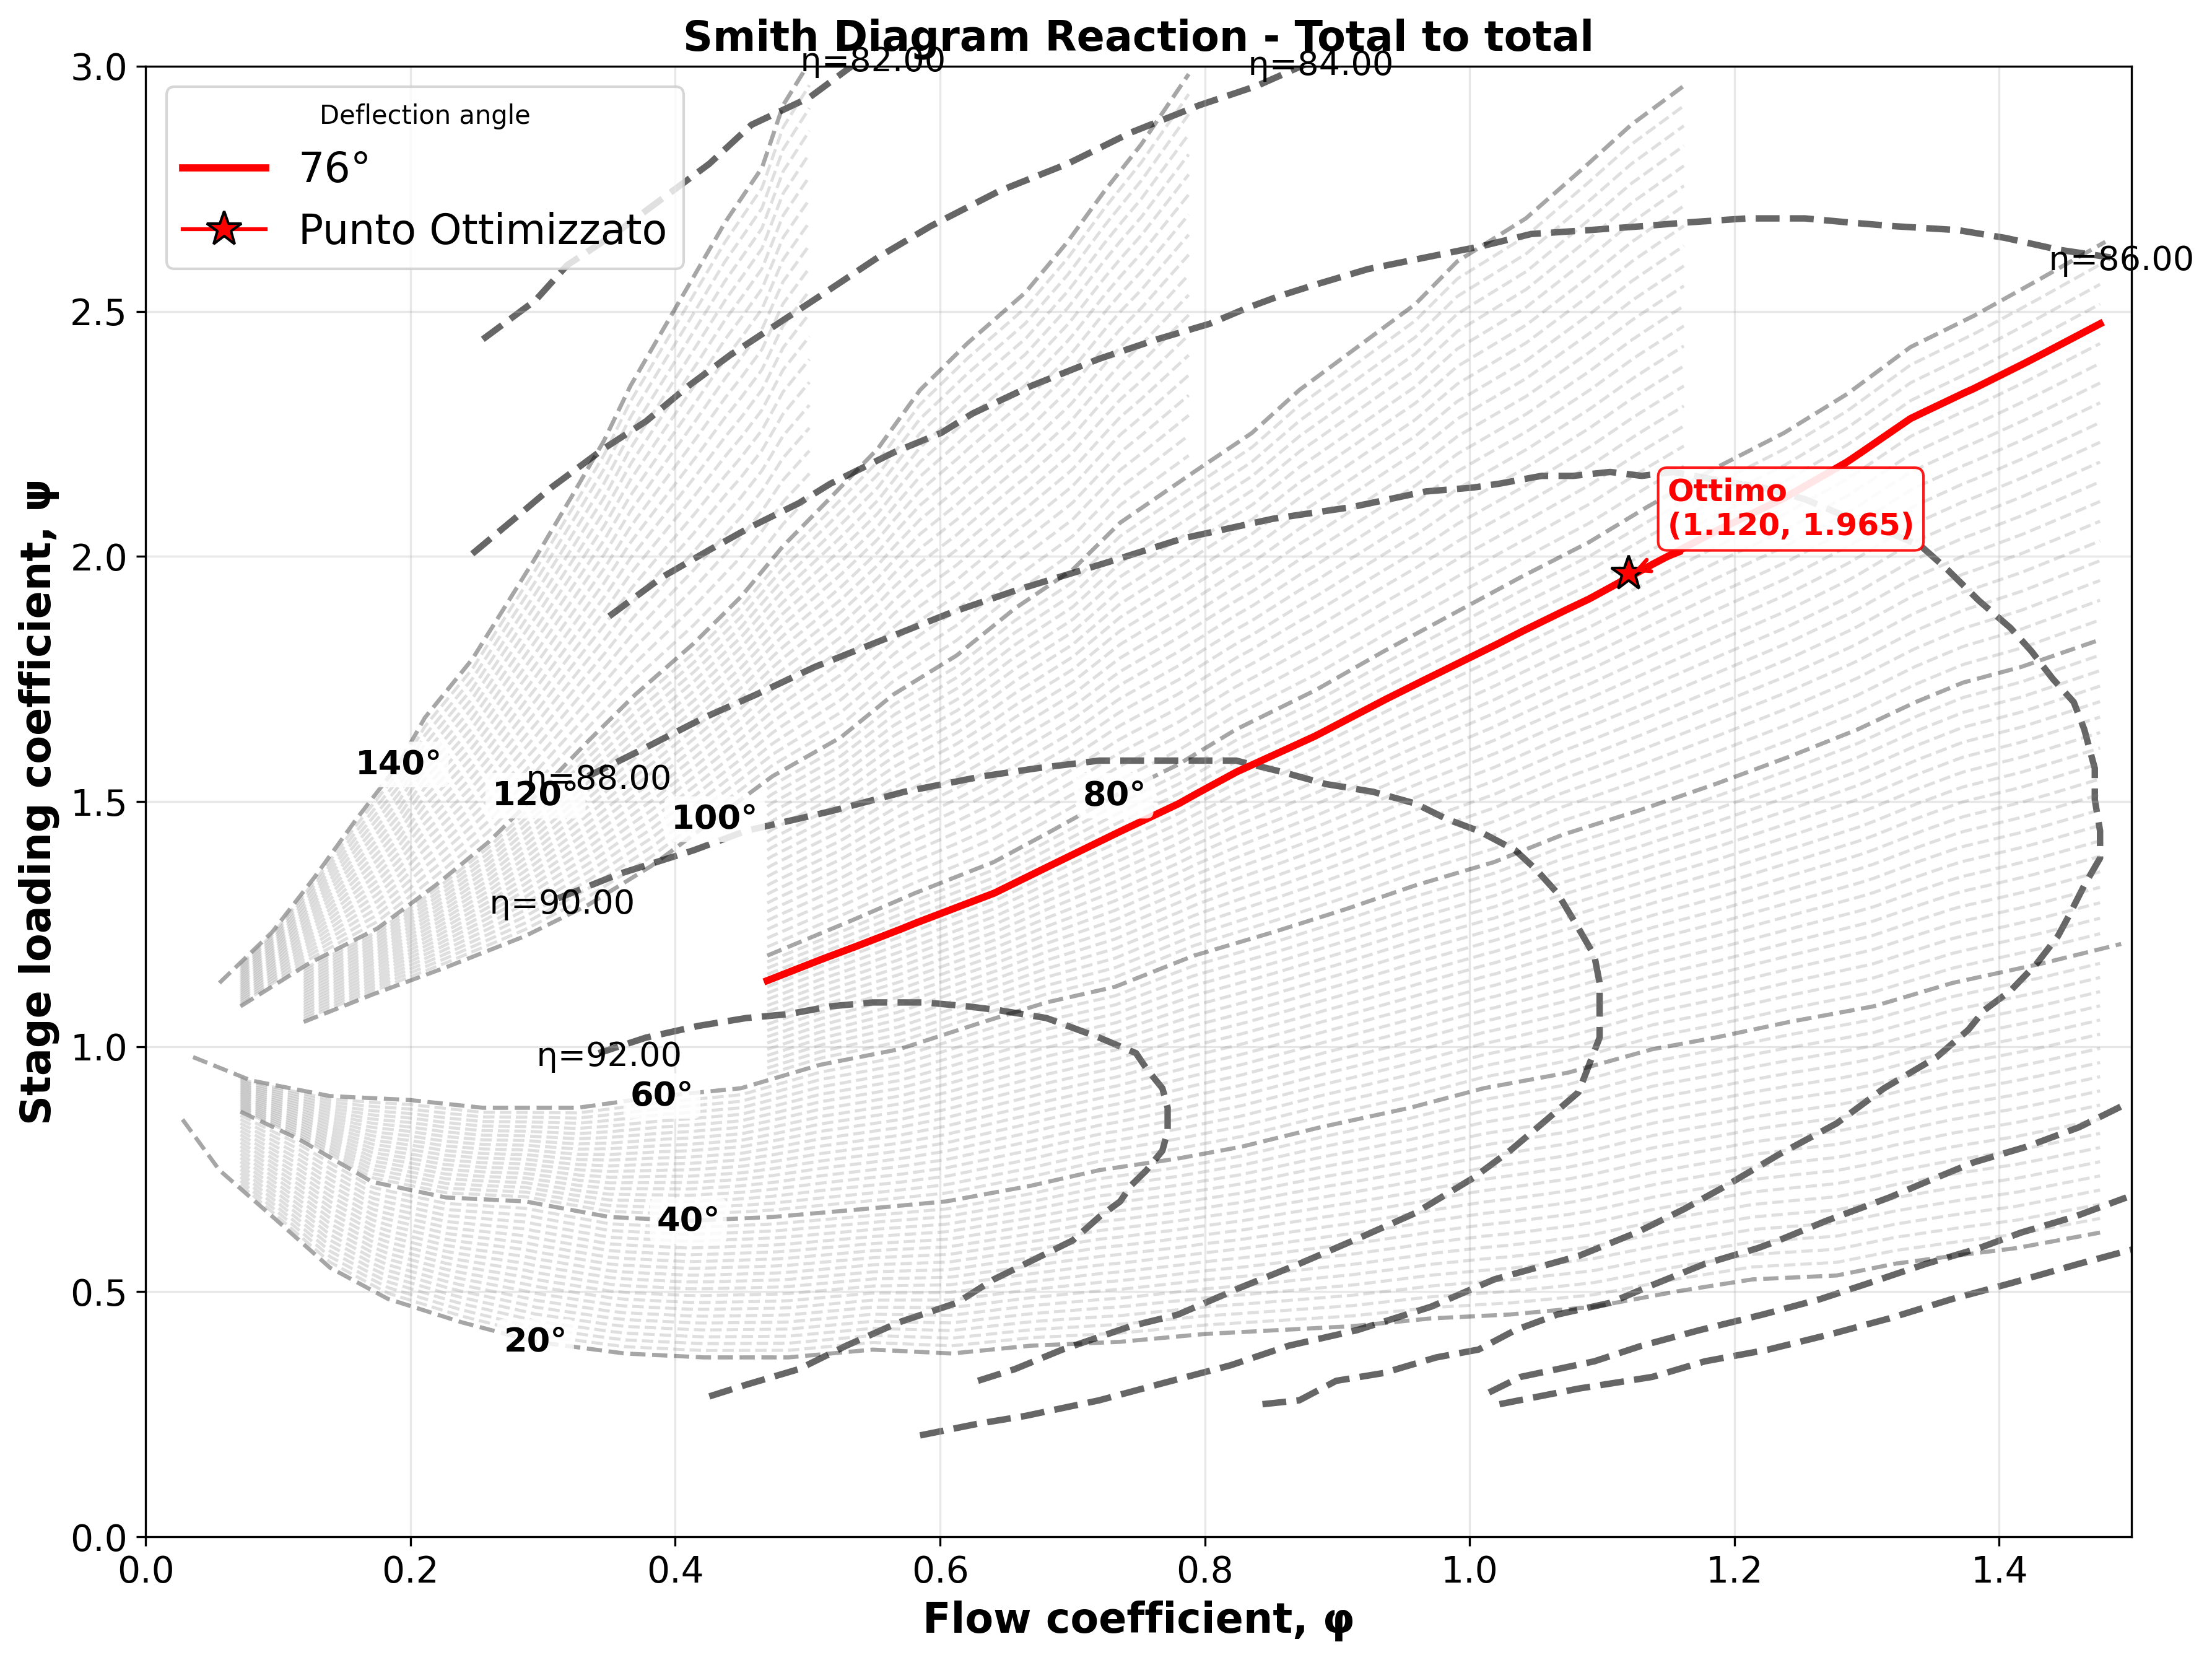 Smith Diagram Reaction - Total to total
η=82.00
η=84.00
3.0
Deflection angle
76°
Punto Ottimizzato
η=86.00
2.5
Ottimo
(1.120, 1.965)
2.0
140°
η=88.00
120°
1.5
80°
100°
η=90.00
1.0
η=92.00
60°
40°
0.5
20°
0.0
Stage loading coefficient, ψ
0.0 0.2 0.4 0.6 0.8 1.0 1.2 1.4
Flow coefficient, φ